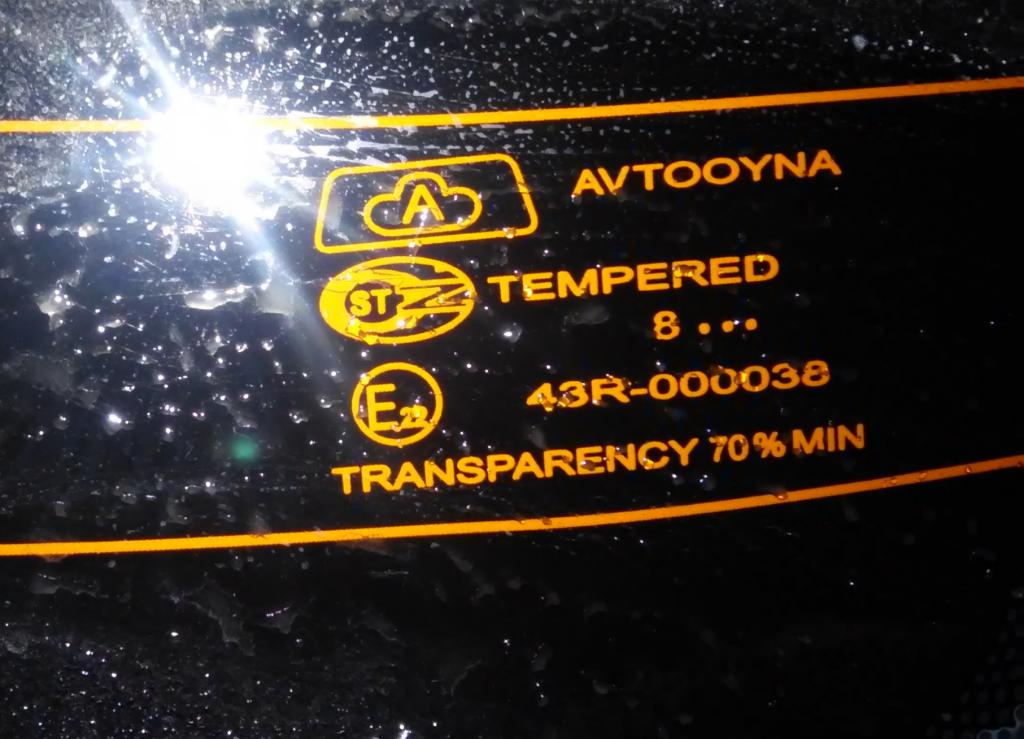 A
AVTOOYNA
ST
TEMPERED
8 •••
E22
43R-000038
TRANSPARENCY 70% MIN